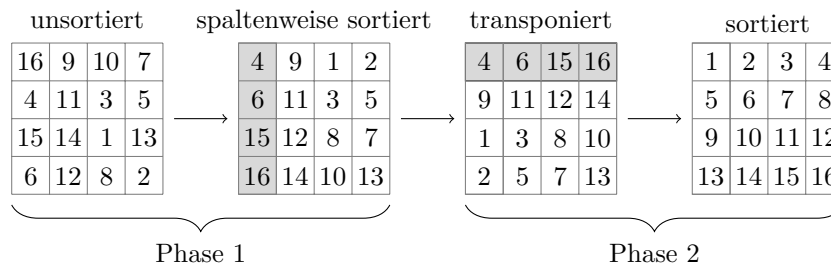 unsortiert spaltenweise sortiert transponiert sortiert
16 9 10 7 4 9 1 2 4 6 15 16 1 2 3 4
4 11 3 5 6 11 3 5 9 11 12 14 5 6 7 8
15 14 1 13 15 12 8 7 1 3 8 10 9 10 11 12
6 12 8 2 16 14 10 13 2 5 7 13 13 14 15 16
Phase 1 Phase 2